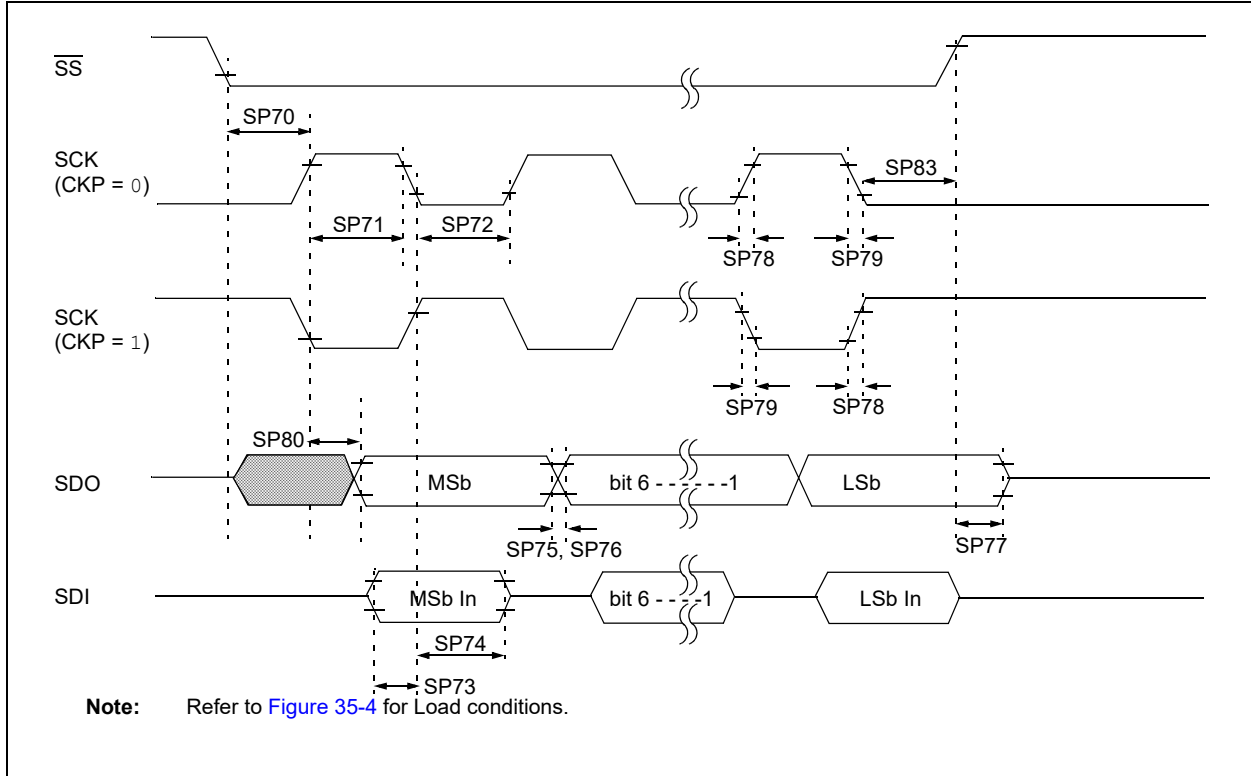 SS
SP70
SCK
(CKP = 0)
SP83
SP71
SP72
SP78
SP79
SCK
(CKP = 1)
SP79
SP78
SP80
SDO
MSb
bit 6 - - - - - -1
LSb
SP75, SP76
SP77
SDI
MSb In
bit 6 - - - -1
LSb In
SP74
SP73
Note: Refer to Figure 35-4 for Load conditions.